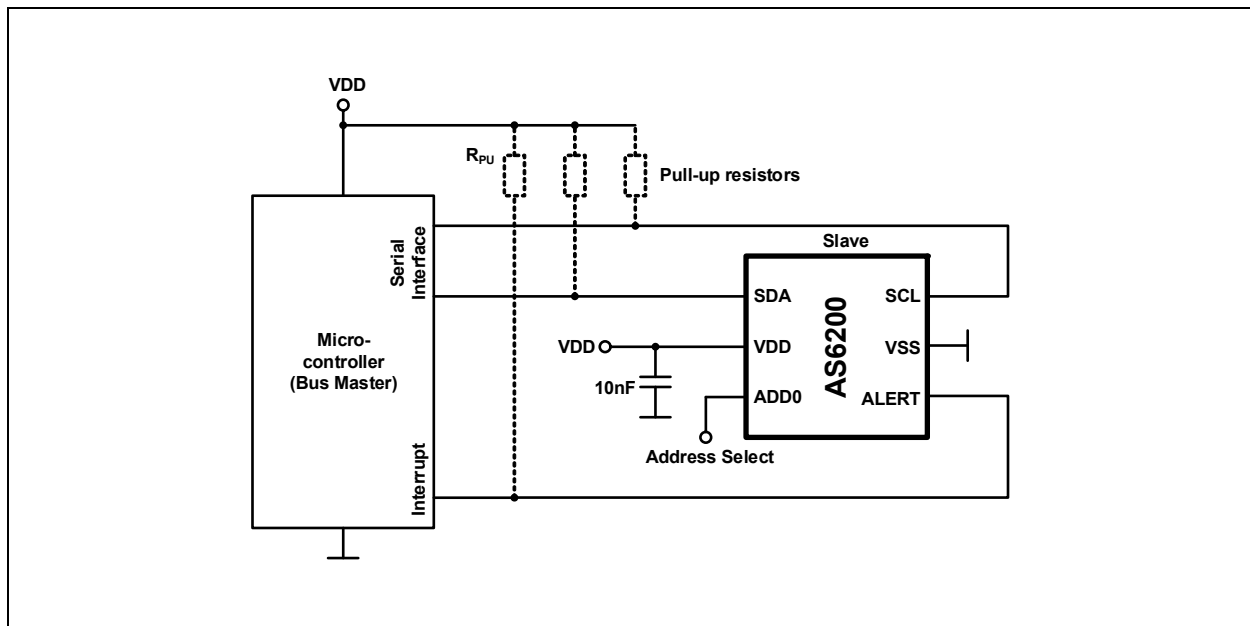 VDD
RPU
Pull-up resistors
Serial
Interface
Micro-
controller
(Bus Master)
Interrupt
Slave
SDA
SCL
VDD
VDD
VSS
AS6200
10nF
ADD0
ALERT
Address Select